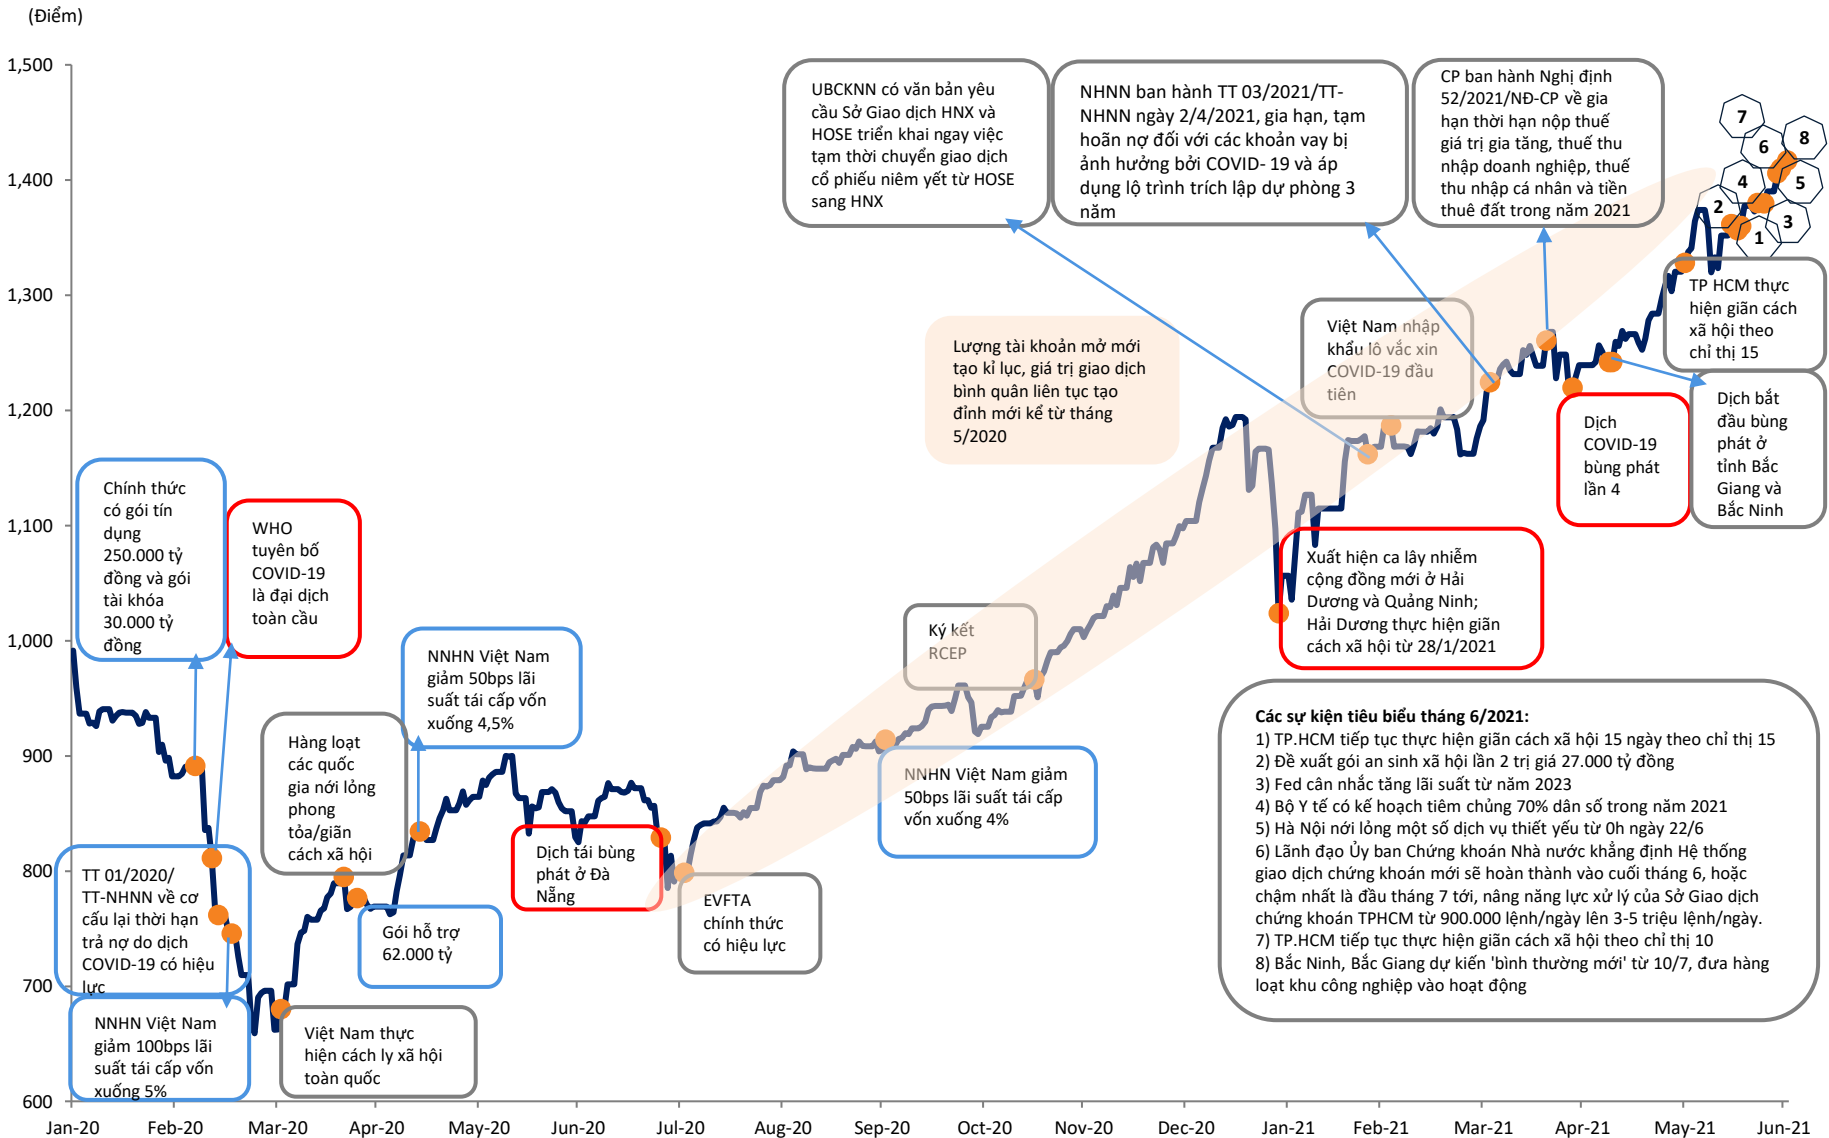 (Điểm)
1,500
1,400
1,300
1,200
1,100
1,000
900
800
700
600
Jan-20
Feb-20
Mar-20
Apr-20
May-20
Jun-20
Jul-20
Aug-20
Sep-20
Oct-20
Nov-20
Dec-20
Jan-21
Feb-21
Mar-21
Apr-21
May-21
Jun-21
Chính thức
có gói tín
dụng
250.000 tỷ
đồng và gói
tài khóa
30.000 tỷ
đồng
WHO
tuyên bố
COVID-19
là đại dịch
toàn cầu
TT 01/2020/
TT-NHNN về cơ
cấu lại thời hạn
trả nợ do dịch
COVID-19 có hiệu
lực
NNHN Việt Nam
giảm 100bps lãi
suất tái cấp vốn
xuống 5%
Hàng loạt
các quốc
gia nới lỏng
phong
tỏa/giãn
cách xã hội
Việt Nam thực
hiện cách ly xã hội
toàn quốc
NNHN Việt Nam
giảm 50bps lãi
suất tái cấp vốn
xuống 4,5%
Gói hỗ trợ
62.000 tỷ
Dịch tái bùng
phát ở Đà
Nẵng
EVFTA
chính thức
có hiệu lực
NNHN Việt Nam giảm
50bps lãi suất tái cấp
vốn xuống 4%
Ký kết
RCEP
Lượng tài khoản mở mới
tạo kỉ lục, giá trị giao dịch
bình quân liên tục tạo
đỉnh mới kể từ tháng
5/2020
UBCKNN có văn bản yêu
cầu Sở Giao dịch HNX và
HOSE triển khai ngay việc
tạm thời chuyển giao dịch
cổ phiếu niêm yết từ HOSE
sang HNX
NHNN ban hành TT 03/2021/TT-
NHNN ngày 2/4/2021, gia hạn, tạm
hoãn nợ đối với các khoản vay bị
ảnh hưởng bởi COVID- 19 và áp
dụng lộ trình trích lập dự phòng 3
năm
CP ban hành Nghị định
52/2021/NĐ-CP về gia
hạn thời hạn nộp thuế
giá trị gia tăng, thuế thu
nhập doanh nghiệp, thuế
thu nhập cá nhân và tiền
thuê đất trong năm 2021
Việt Nam nhập
khẩu lô vắc xin
COVID-19 đầu
tiên
Xuất hiện ca lây nhiễm
cộng đồng mới ở Hải
Dương và Quảng Ninh;
Hải Dương thực hiện giãn
cách xã hội từ 28/1/2021
Dịch
COVID-19
bùng phát
lần 4
Dịch bắt
đầu bùng
phát ở
tỉnh Bắc
Giang và
Bắc Ninh
TP HCM thực
hiện giãn cách
xã hội theo
chỉ thị 15
7
8
6
4
5
2
3
1
Các sự kiện tiêu biểu tháng 6/2021:
1) TP.HCM tiếp tục thực hiện giãn cách xã hội 15 ngày theo chỉ thị 15
2) Đề xuất gói an sinh xã hội lần 2 trị giá 27.000 tỷ đồng
3) Fed cân nhắc tăng lãi suất từ năm 2023
4) Bộ Y tế có kế hoạch tiêm chủng 70% dân số trong năm 2021
5) Hà Nội nới lỏng một số dịch vụ thiết yếu từ 0h ngày 22/6
6) Lãnh đạo Ủy ban Chứng khoán Nhà nước khẳng định Hệ thống
giao dịch chứng khoán mới sẽ hoàn thành vào cuối tháng 6, hoặc
chậm nhất là đầu tháng 7 tới, nâng năng lực xử lý của Sở Giao dịch
chứng khoán TPHCM từ 900.000 lệnh/ngày lên 3-5 triệu lệnh/ngày.
7) TP.HCM tiếp tục thực hiện giãn cách xã hội theo chỉ thị 10
8) Bắc Ninh, Bắc Giang dự kiến 'bình thường mới' từ 10/7, đưa hàng
loạt khu công nghiệp vào hoạt động